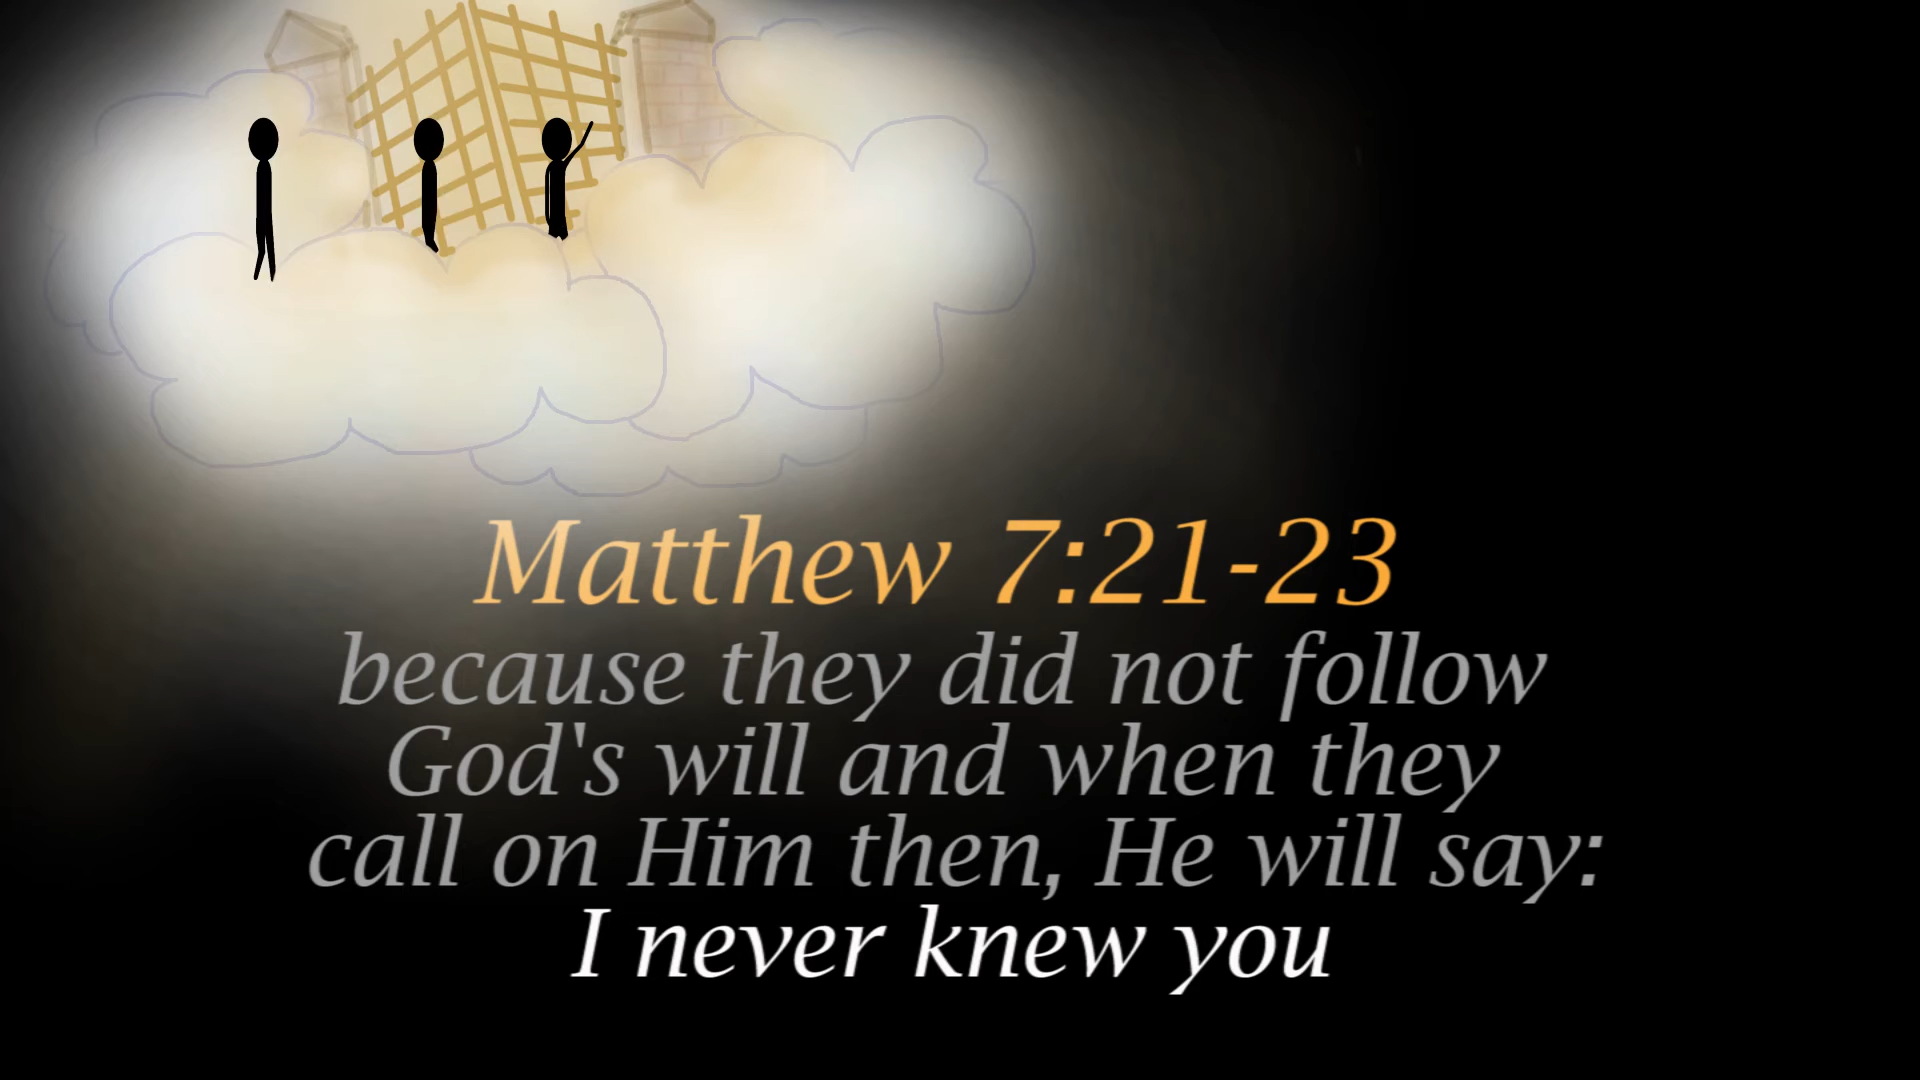 Matthew 7:21-23
because they did not follow
God's will and when they
call on Him then, He will say:
I never knew you